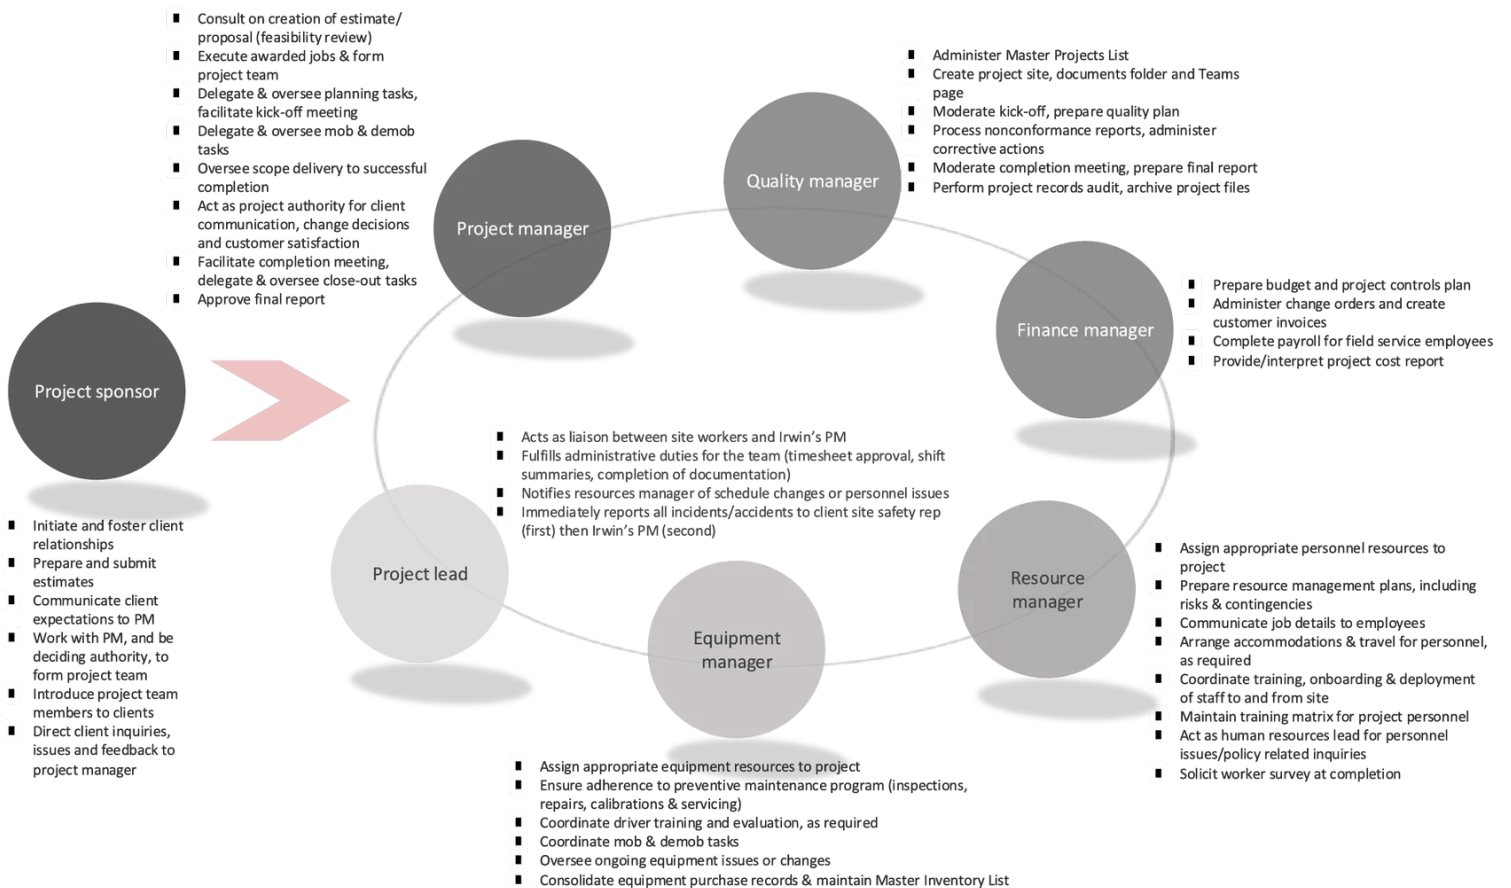 ■ Consult on creation of estimate/
proposal (feasibility review)
■ Execute awarded jobs & form
project team
■ Delegate & oversee planning tasks,
facilitate kick-off meeting
■ Delegate & oversee mob & demob
tasks
■ Oversee scope delivery to successful
completion
■ Act as project authority for client
communication, change decisions
and customer satisfaction
■ Facilitate completion meeting,
delegate & oversee close-out tasks
■ Approve final report
Project manager
Quality manager
■ Administer Master Projects List
■ Create project site, documents folder and Teams
page
■ Moderate kick-off, prepare quality plan
■ Process nonconformance reports, administer
corrective actions
■ Moderate completion meeting, prepare final report
■ Perform project records audit, archive project files
Finance manager
■ Prepare budget and project controls plan
■ Administer change orders and create
customer invoices
■ Complete payroll for field service employees
■ Provide/interpret project cost report
Project sponsor
■ Initiate and foster client
relationships
■ Prepare and submit
estimates
■ Communicate client
expectations to PM
■ Work with PM, and be
deciding authority, to
form project team
■ Introduce project team
members to clients
■ Direct client inquiries,
issues and feedback to
project manager
■ Acts as liaison between site workers and Irwin's PM
■ Fulfills administrative duties for the team (timesheet approval, shift
summaries, completion of documentation)
■ Notifies resources manager of schedule changes or personnel issues
■ Immediately reports all incidents/accidents to client site safety rep
(first) then Irwin's PM (second)
Project lead
Equipment
manager
■ Assign appropriate equipment resources to project
■ Ensure adherence to preventive maintenance program (inspections,
repairs, calibrations & servicing)
■ Coordinate driver training and evaluation, as required
■ Coordinate mob & demob tasks
■ Oversee ongoing equipment issues or changes
■ Consolidate equipment purchase records & maintain Master Inventory List
Resource
manager
■ Assign appropriate personnel resources to
project
■ Prepare resource management plans, including
risks & contingencies
■ Communicate job details to employees
■ Arrange accommodations & travel for personnel,
as required
■ Coordinate training, onboarding & deployment
of staff to and from site
■ Maintain training matrix for project personnel
■ Act as human resources lead for personnel
issues/policy related inquiries
■ Solicit worker survey at completion